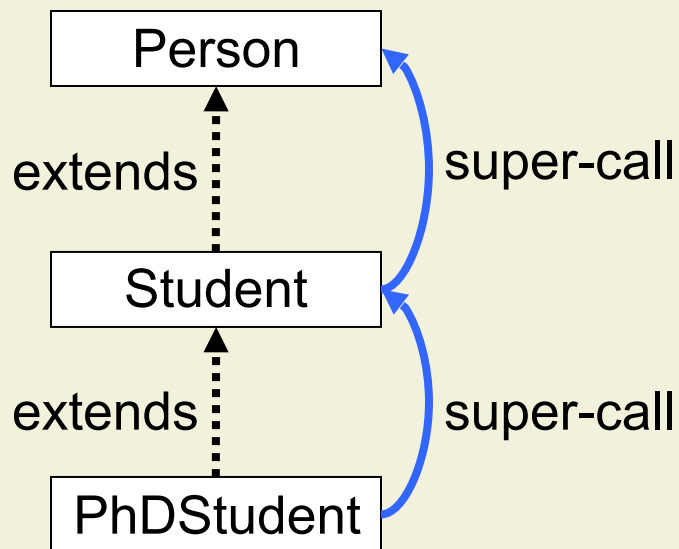 Person
extends
super-call
Student
extends
super-call
PhDStudent